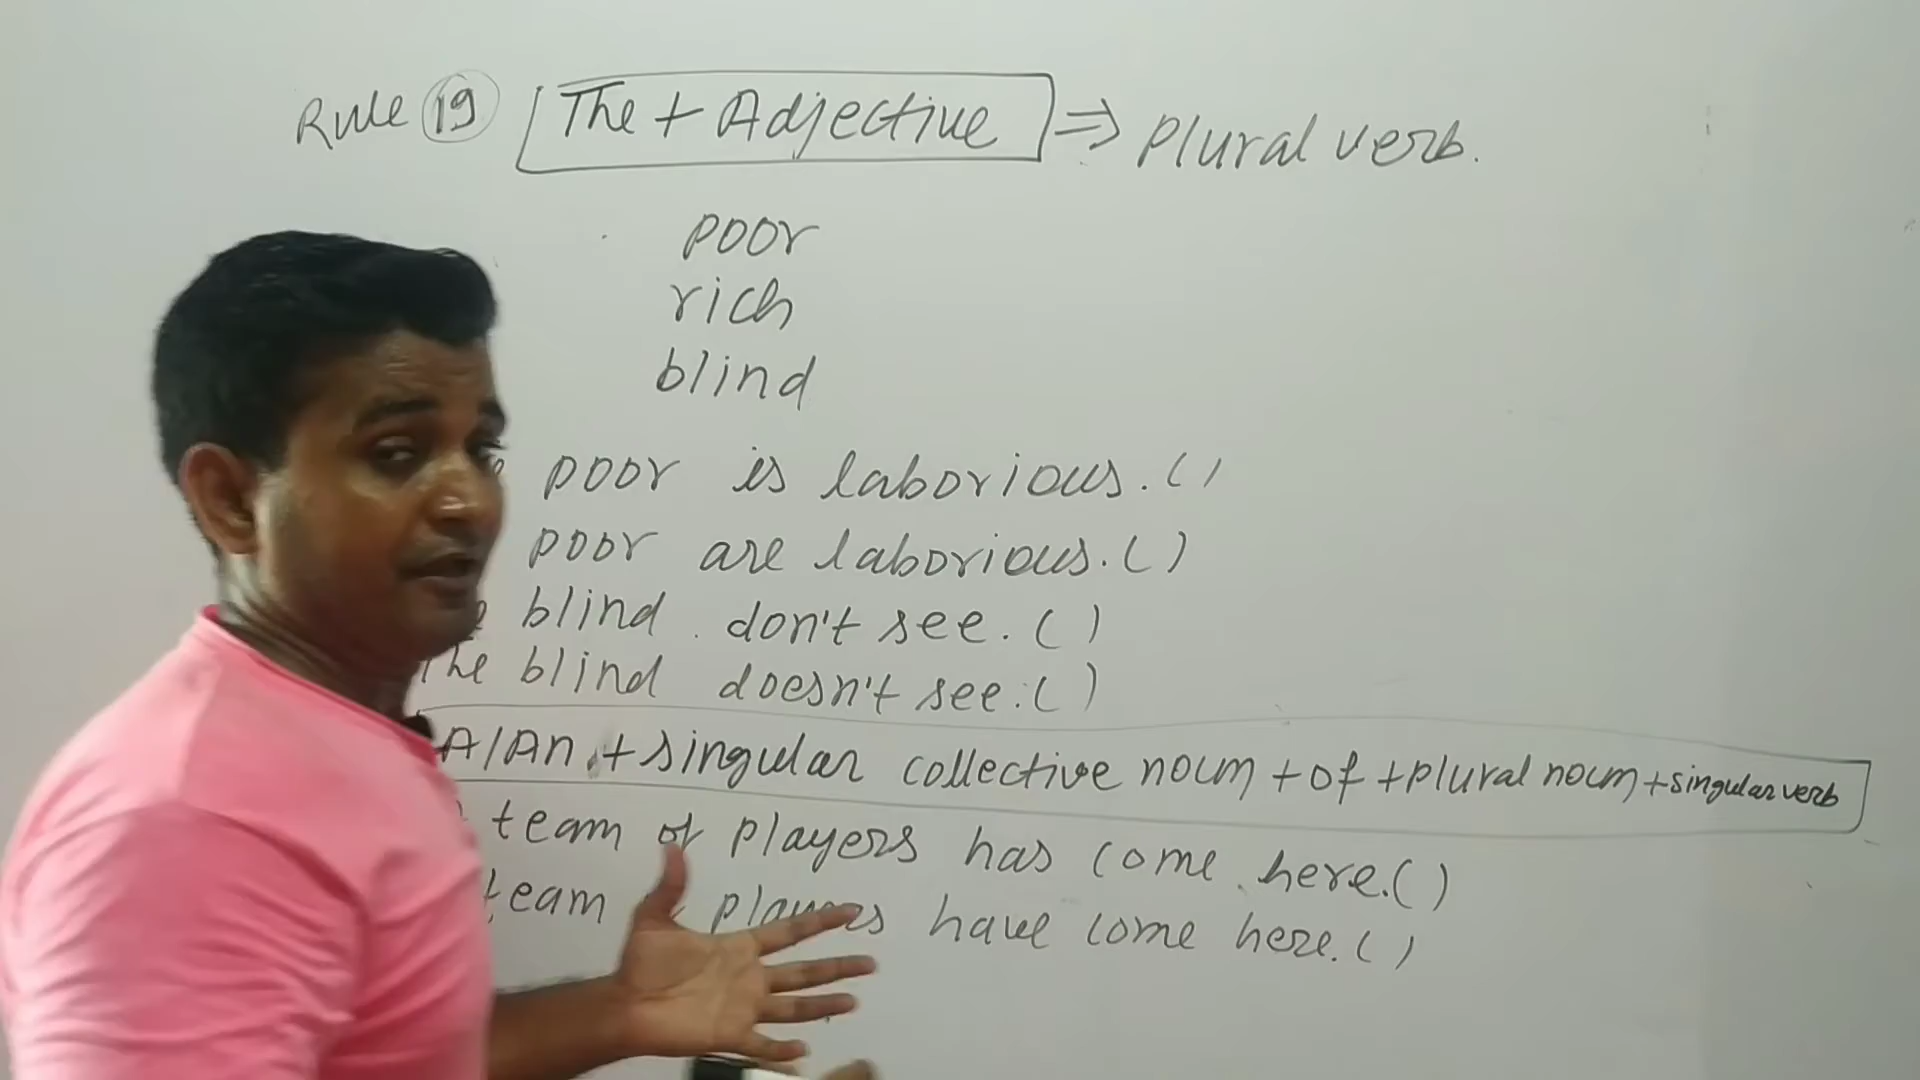 Rule 19 The + Adjective ⇒ Plural verb.
poor
rich
blind
poor is laborious. ( )
poor are laborious. ( )
blind don't see. ( )
The blind doesn't see. ( )
A/An + singular collective noun + of + plural noun + singular verb
team of players has come here. ( )
team players have come here. ( )